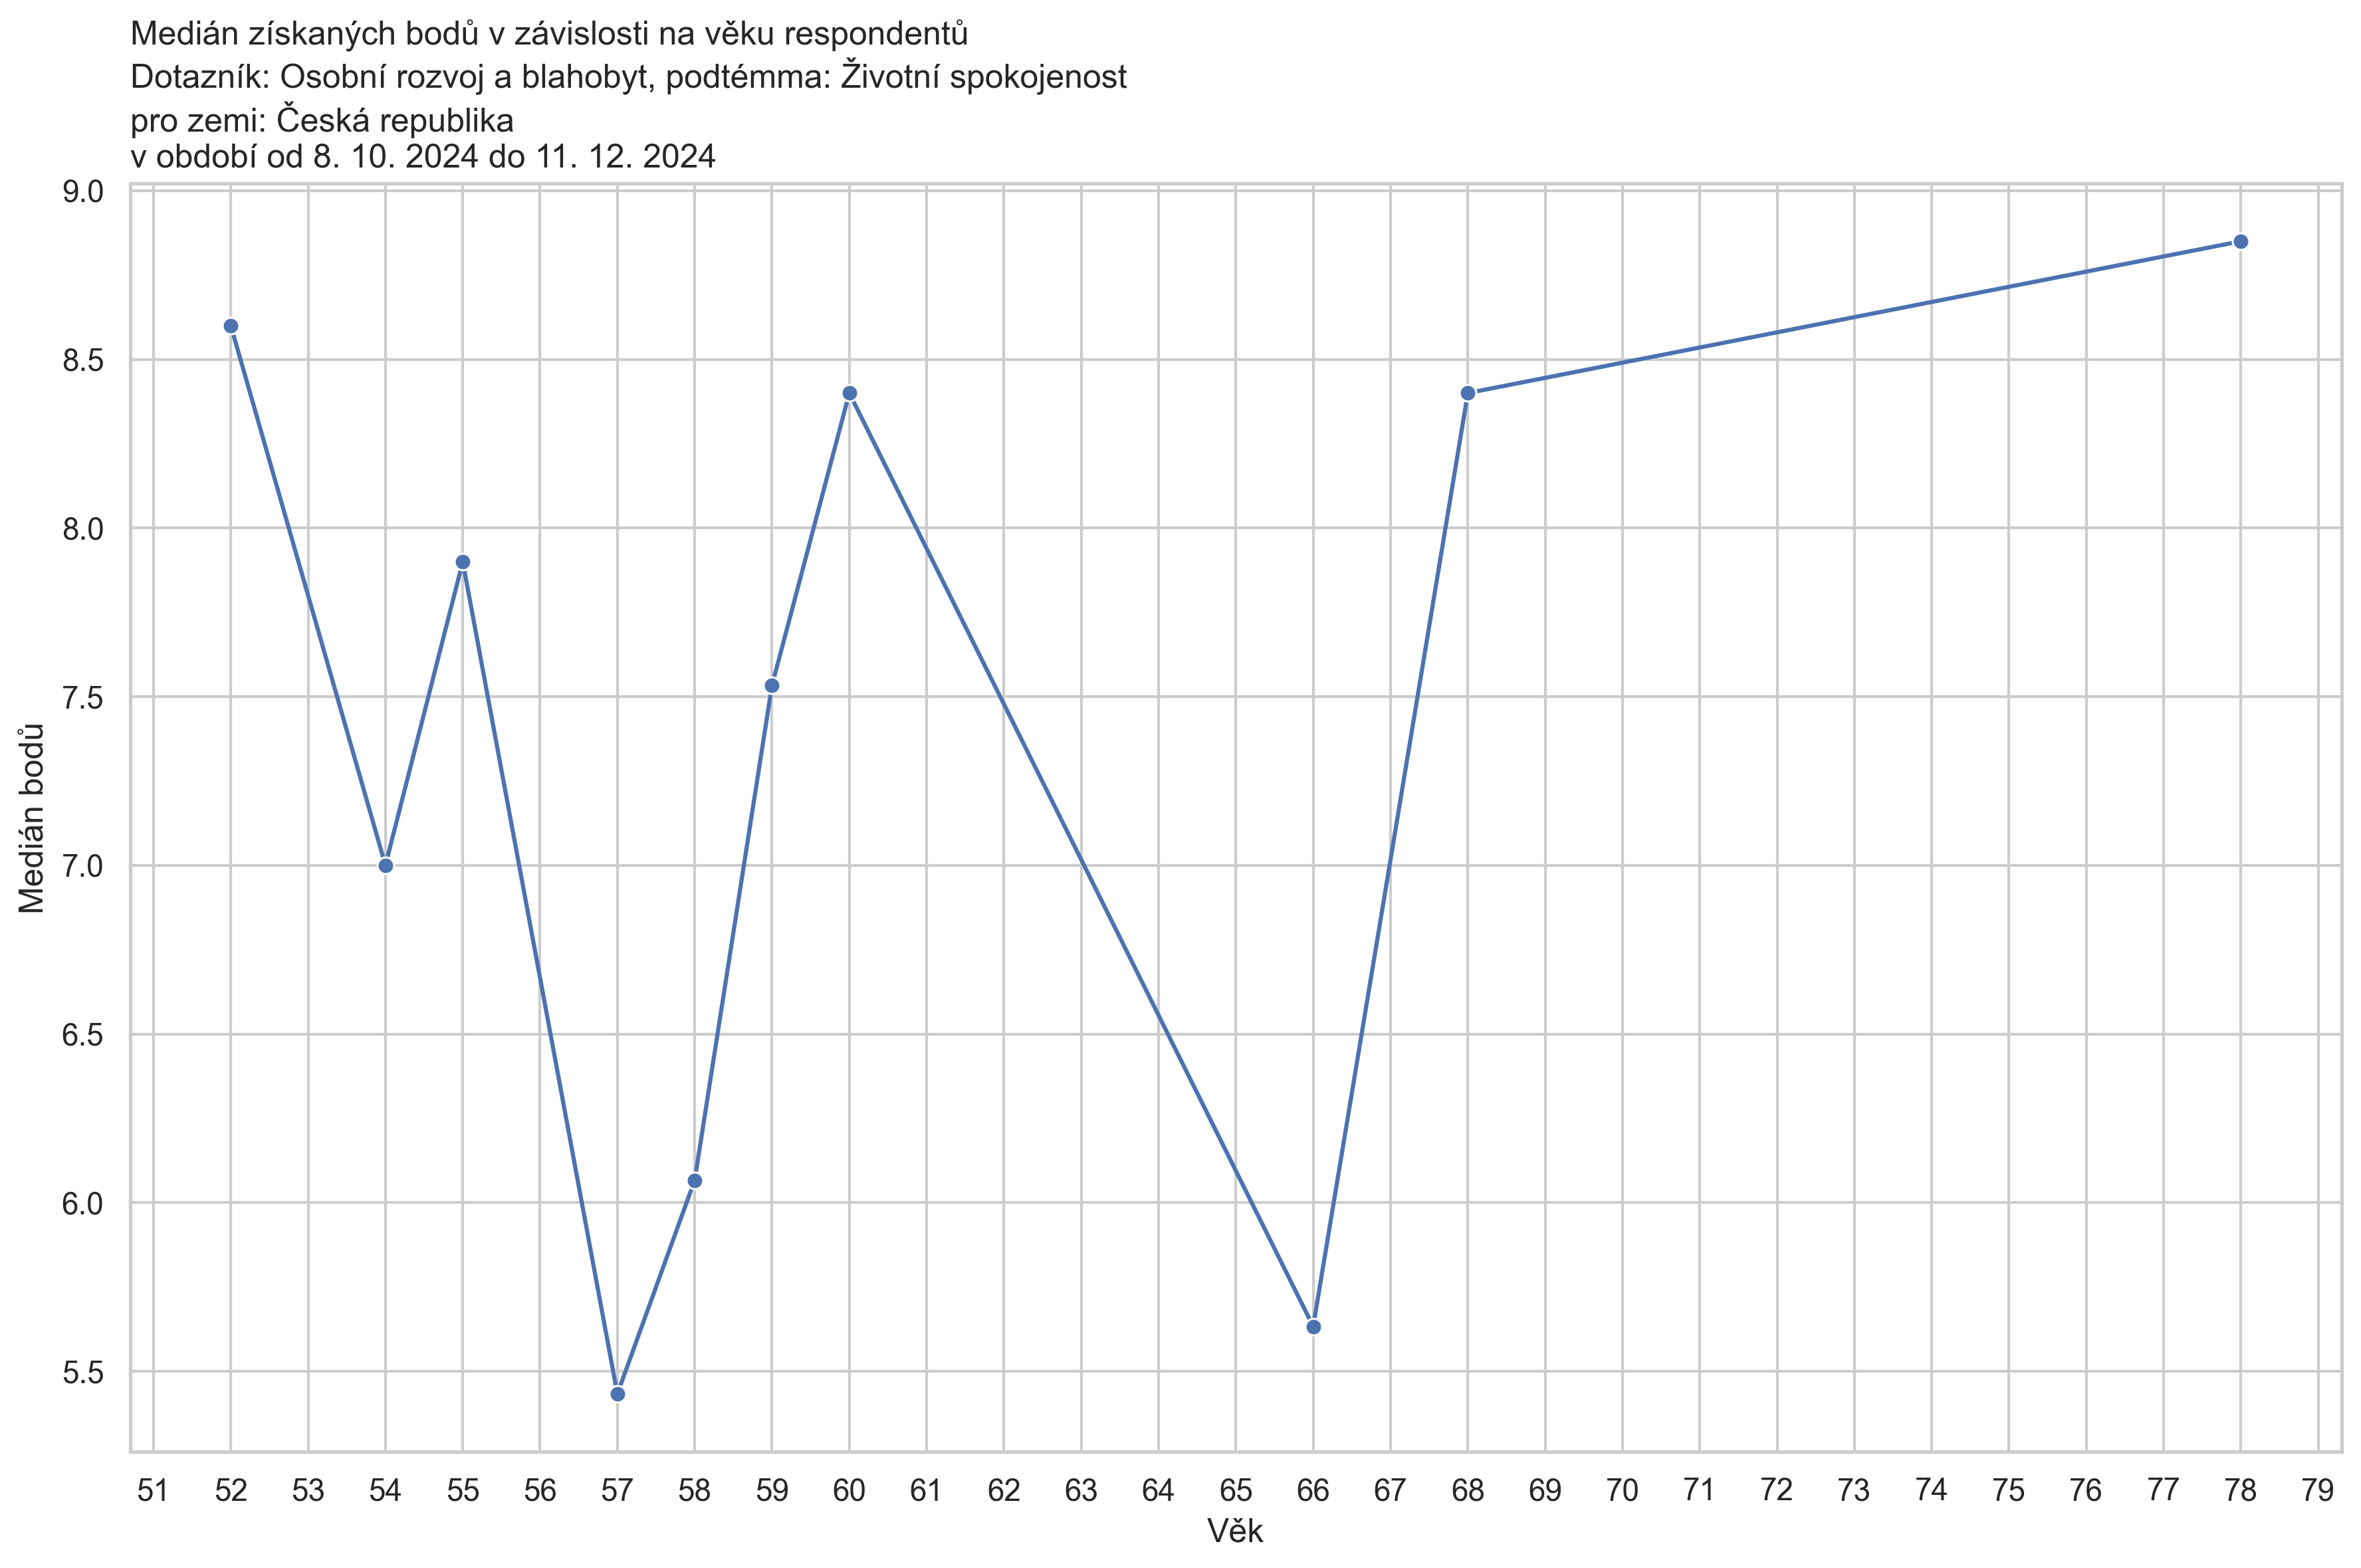 Medián získaných bodů v závislosti na věku respondentů
Dotazník: Osobní rozvoj a blahobyt, podtémma: Životní spokojenost
pro zemi: Česká republika
v období od 8. 10. 2024 do 11. 12. 2024
9.0
8.5
8.0
7.5
7.0
6.5
6.0
5.5
Medián bodů
51 52 53 54 55 56 57 58 59 60 61 62 63 64 65 66 67 68 69 70 71 72 73 74 75 76 77 78 79
Věk